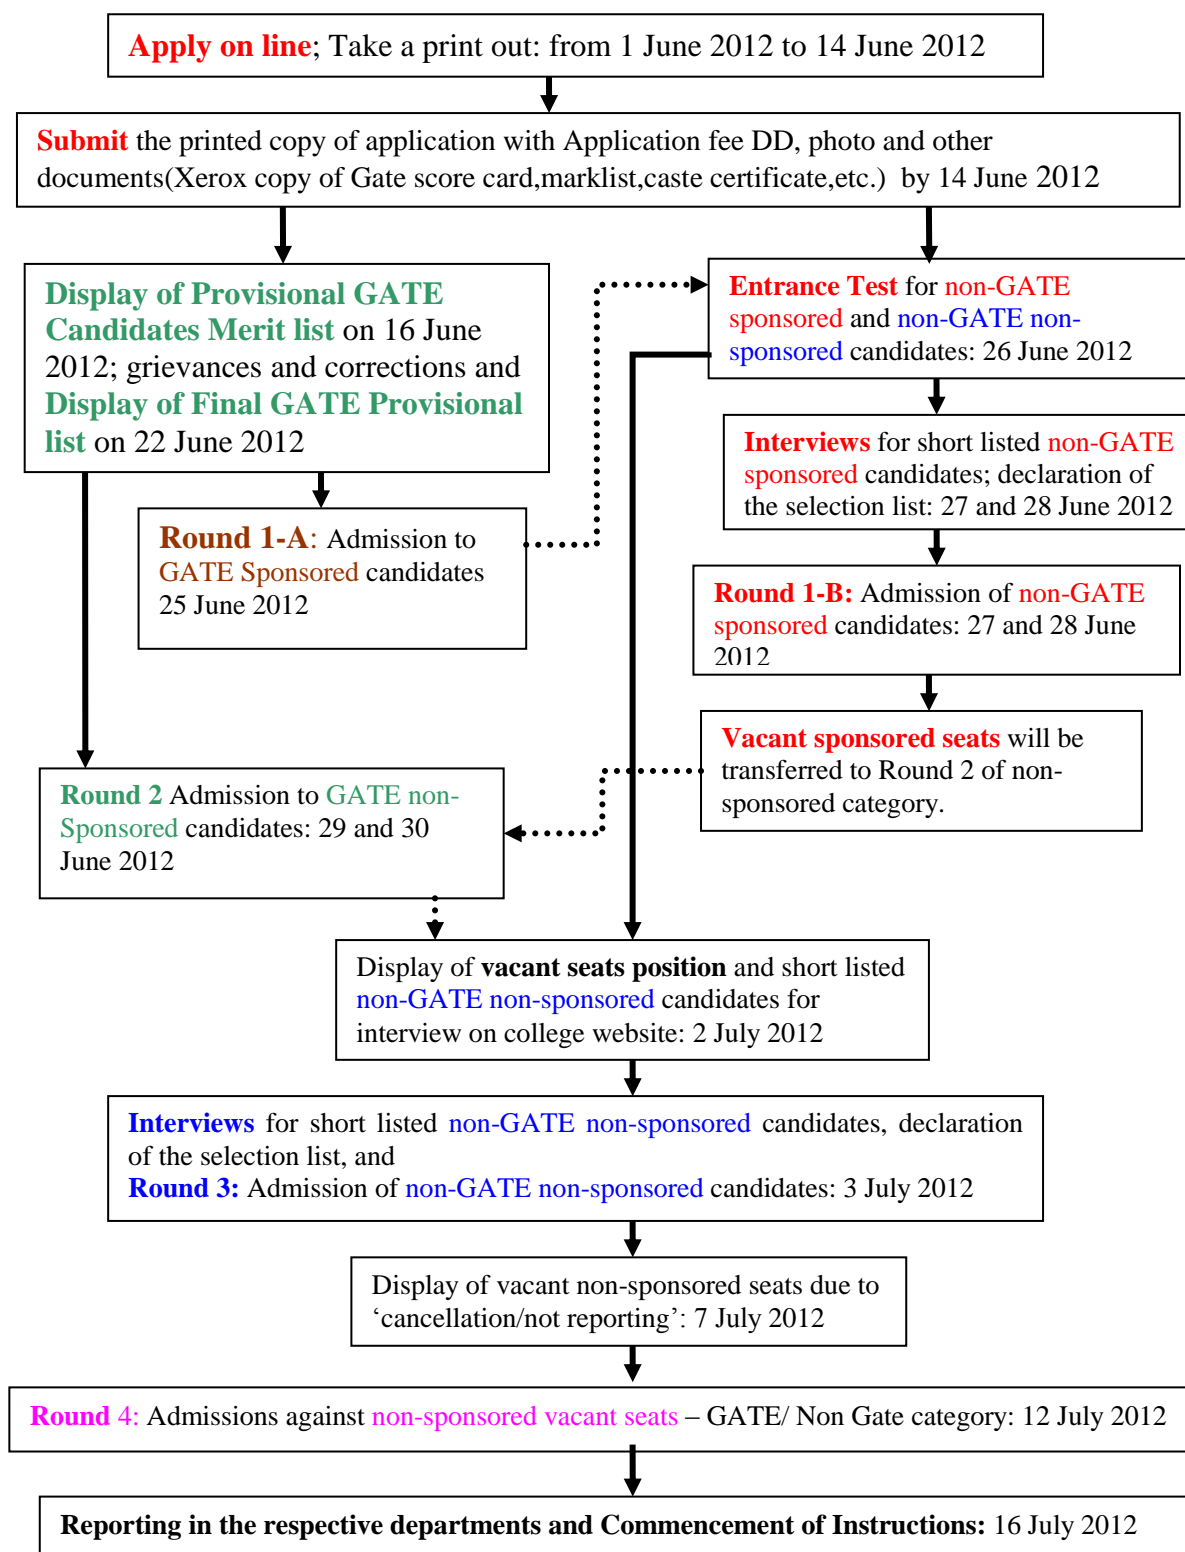 Apply on line; Take a print out: from 1 June 2012 to 14 June 2012
Submit the printed copy of application with Application fee DD, photo and other
documents(Xerox copy of Gate score card,marklist,caste certificate,etc.) by 14 June 2012
Display of Provisional GATE
Candidates Merit list on 16 June
2012; grievances and corrections and
Display of Final GATE Provisional
list on 22 June 2012
Entrance Test for non-GATE
sponsored and non-GATE non-
sponsored candidates: 26 June 2012
Interviews for short listed non-GATE
sponsored candidates; declaration of
the selection list: 27 and 28 June 2012
Round 1-A: Admission to
GATE Sponsored candidates
25 June 2012
Round 1-B: Admission of non-GATE
sponsored candidates: 27 and 28 June
2012
Vacant sponsored seats will be
transferred to Round 2 of non-
sponsored category.
Round 2 Admission to GATE non-
Sponsored candidates: 29 and 30
June 2012
Display of vacant seats position and short listed
non-GATE non-sponsored candidates for
interview on college website: 2 July 2012
Interviews for short listed non-GATE non-sponsored candidates, declaration
of the selection list, and
Round 3: Admission of non-GATE non-sponsored candidates: 3 July 2012
Display of vacant non-sponsored seats due to
‘cancellation/not reporting’: 7 July 2012
Round 4: Admissions against non-sponsored vacant seats – GATE/ Non Gate category: 12 July 2012
Reporting in the respective departments and Commencement of Instructions: 16 July 2012